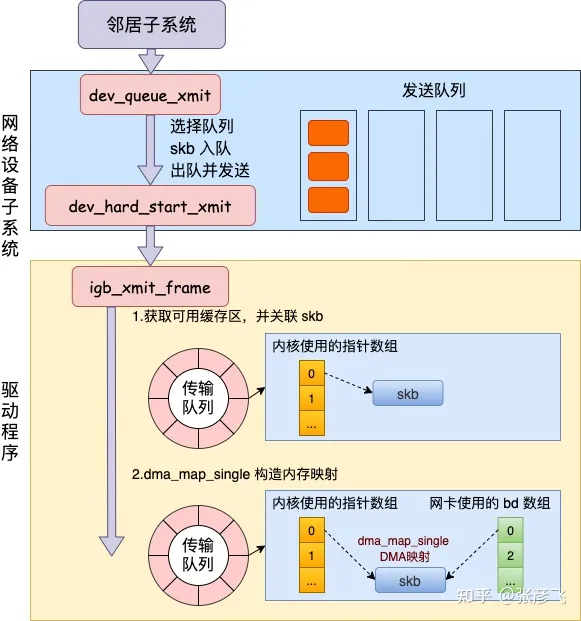 邻居子系统
网络设备子系统
dev_queue_xmit
发送队列
选择队列
skb 入队
出队并发送
dev_hard_start_xmit
驱动程序
igb_xmit_frame
1.获取可用缓存区，并关联 skb
传输
队列
内核使用的指针数组
0
1
...
skb
2.dma_map_single 构造内存映射
传输
队列
内核使用的指针数组
网卡使用的 bd 数组
0
1
...
dma_map_single
DMA映射
skb
0
2
...
知乎 @张彦飞